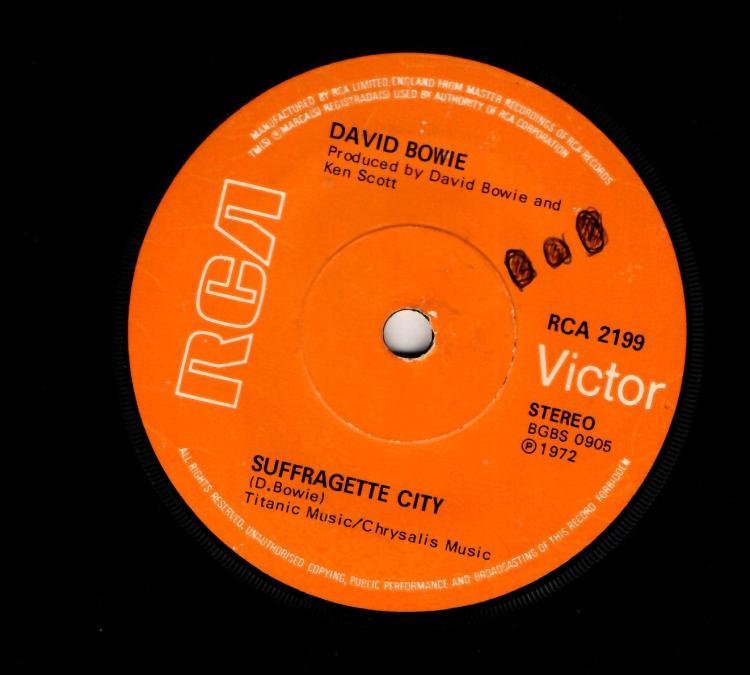 MANUFACTURED BY RCA LIMITED, ENGLAND FROM MASTER RECORDINGS OF RCA RECORDS
TM(S) ® MARCA(S) REGISTRADA(S) USED BY AUTHORITY OF RCA CORPORATION
DAVID BOWIE
Produced by David Bowie and
Ken Scott
RCA
RCA 2199
Victor
STEREO
BGBS 0905
Ⓟ 1972
SUFFRAGETTE CITY
(D.Bowie)
Titanic Music/Chrysalis Music
ALL RIGHTS RESERVED, UNAUTHORISED COPYING, PUBLIC PERFORMANCE AND BROADCASTING OF THIS RECORD FORBIDDEN